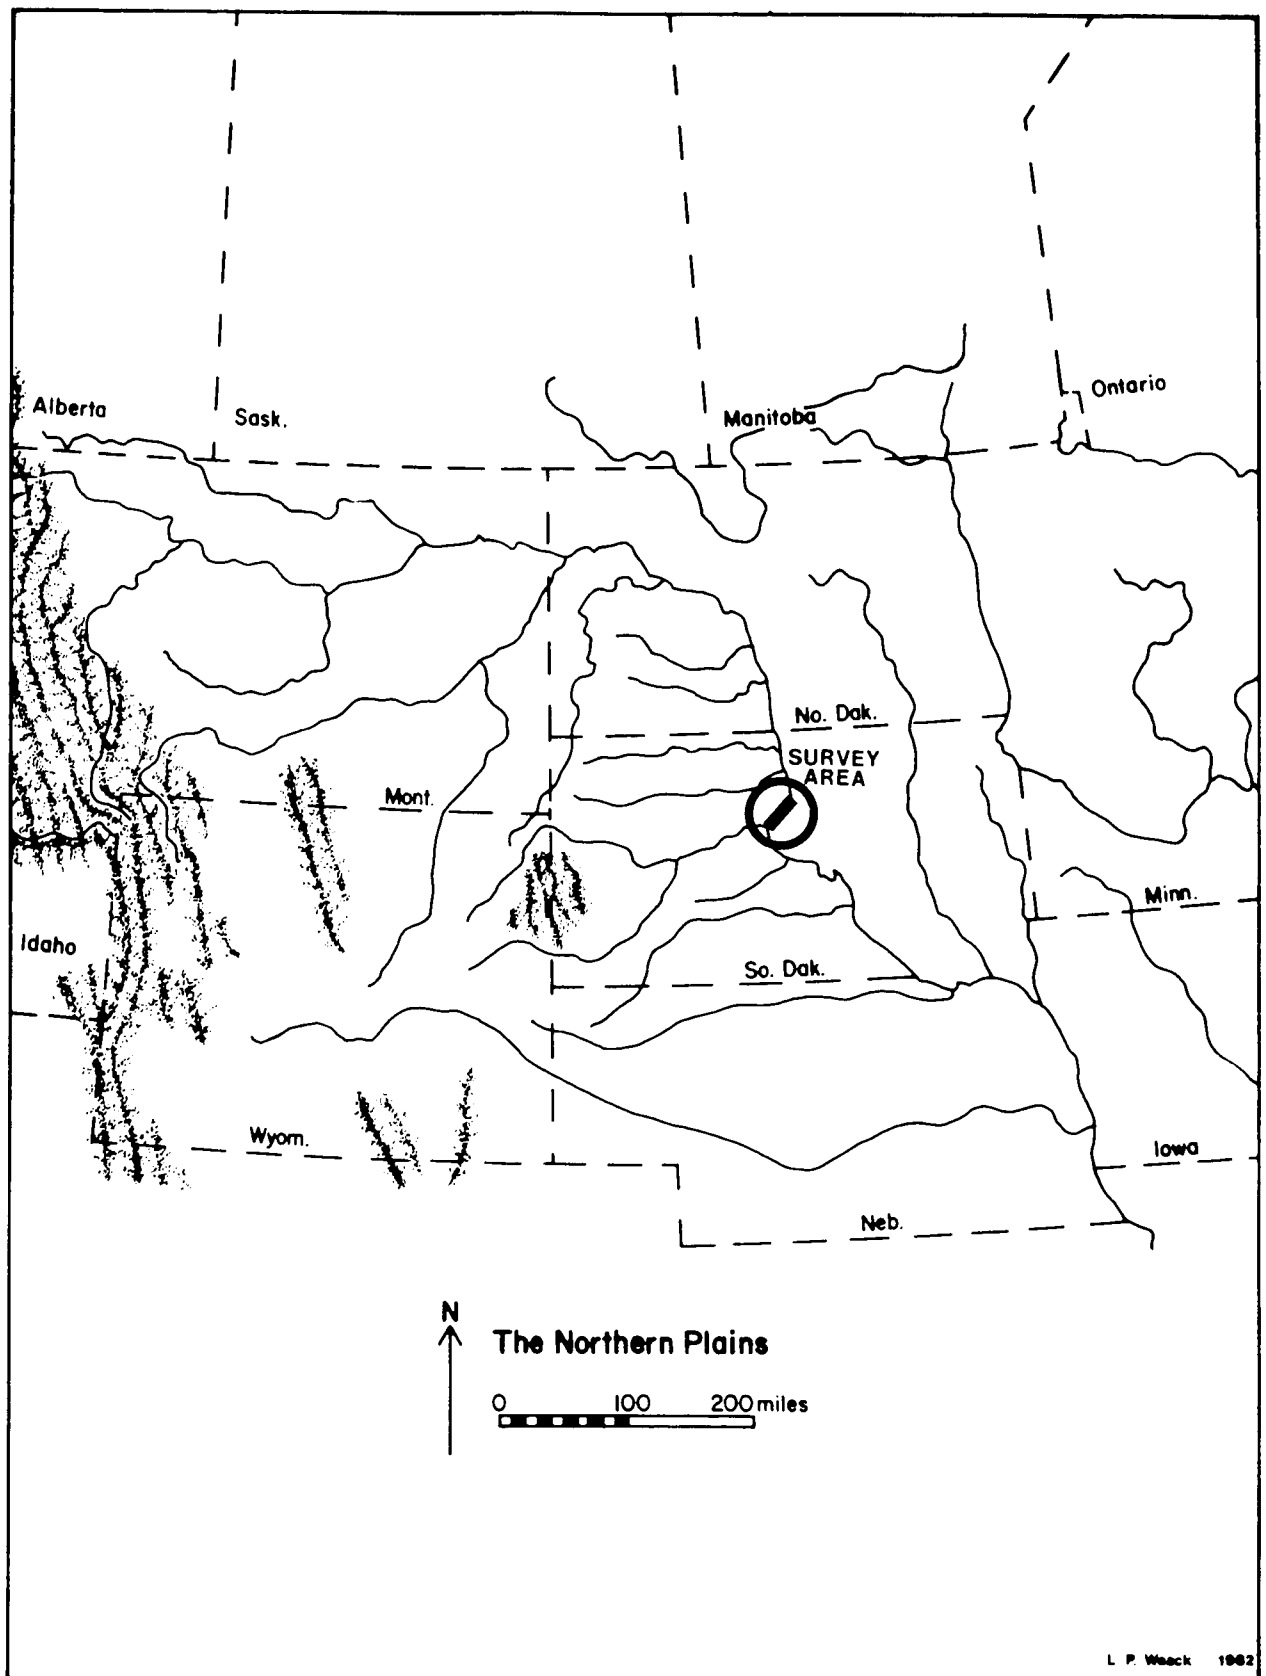 Alberta
Sask.
Manitoba
Ontario
No. Dak.
SURVEY
AREA
Mont.
Minn.
Idaho
So. Dak.
Wyom.
Iowa
Neb.
N
The Northern Plains
0 100 200 miles
L. P. Waack 1982